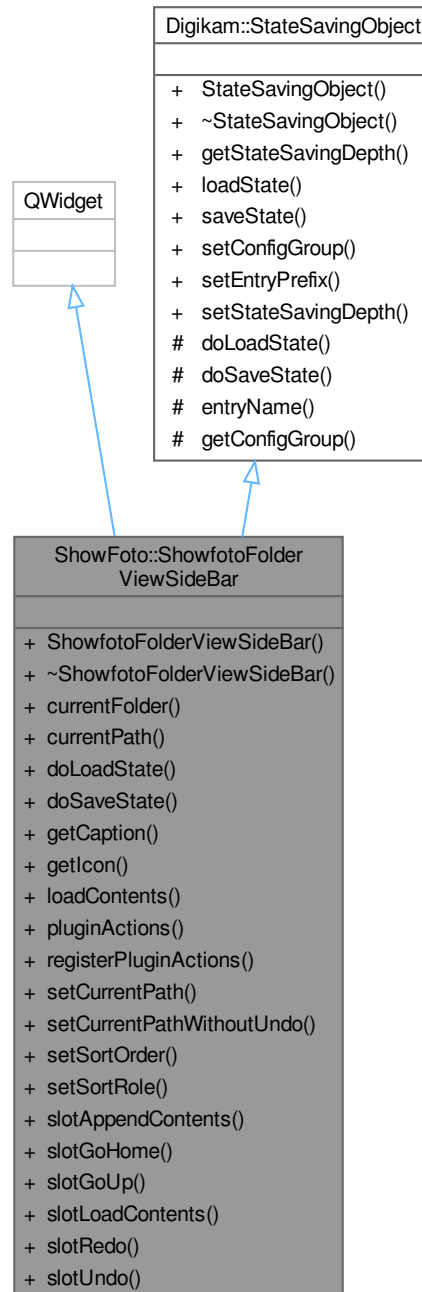 Digikam::StateSavingObject
+ StateSavingObject()
+ ~StateSavingObject()
+ getStateSavingDepth()
+ loadState()
+ saveState()
+ setConfigGroup()
+ setEntryPrefix()
+ setStateSavingDepth()
# doLoadState()
# doSaveState()
# entryName()
# getConfigGroup()
QWidget
ShowFoto::ShowfotoFolder
ViewSideBar
+ ShowfotoFolderViewSideBar()
+ ~ShowfotoFolderViewSideBar()
+ currentFolder()
+ currentPath()
+ doLoadState()
+ doSaveState()
+ getCaption()
+ getIcon()
+ loadContents()
+ pluginActions()
+ registerPluginActions()
+ setCurrentPath()
+ setCurrentPathWithoutUndo()
+ setSortOrder()
+ setSortRole()
+ slotAppendContents()
+ slotGoHome()
+ slotGoUp()
+ slotLoadContents()
+ slotRedo()
+ slotUndo()